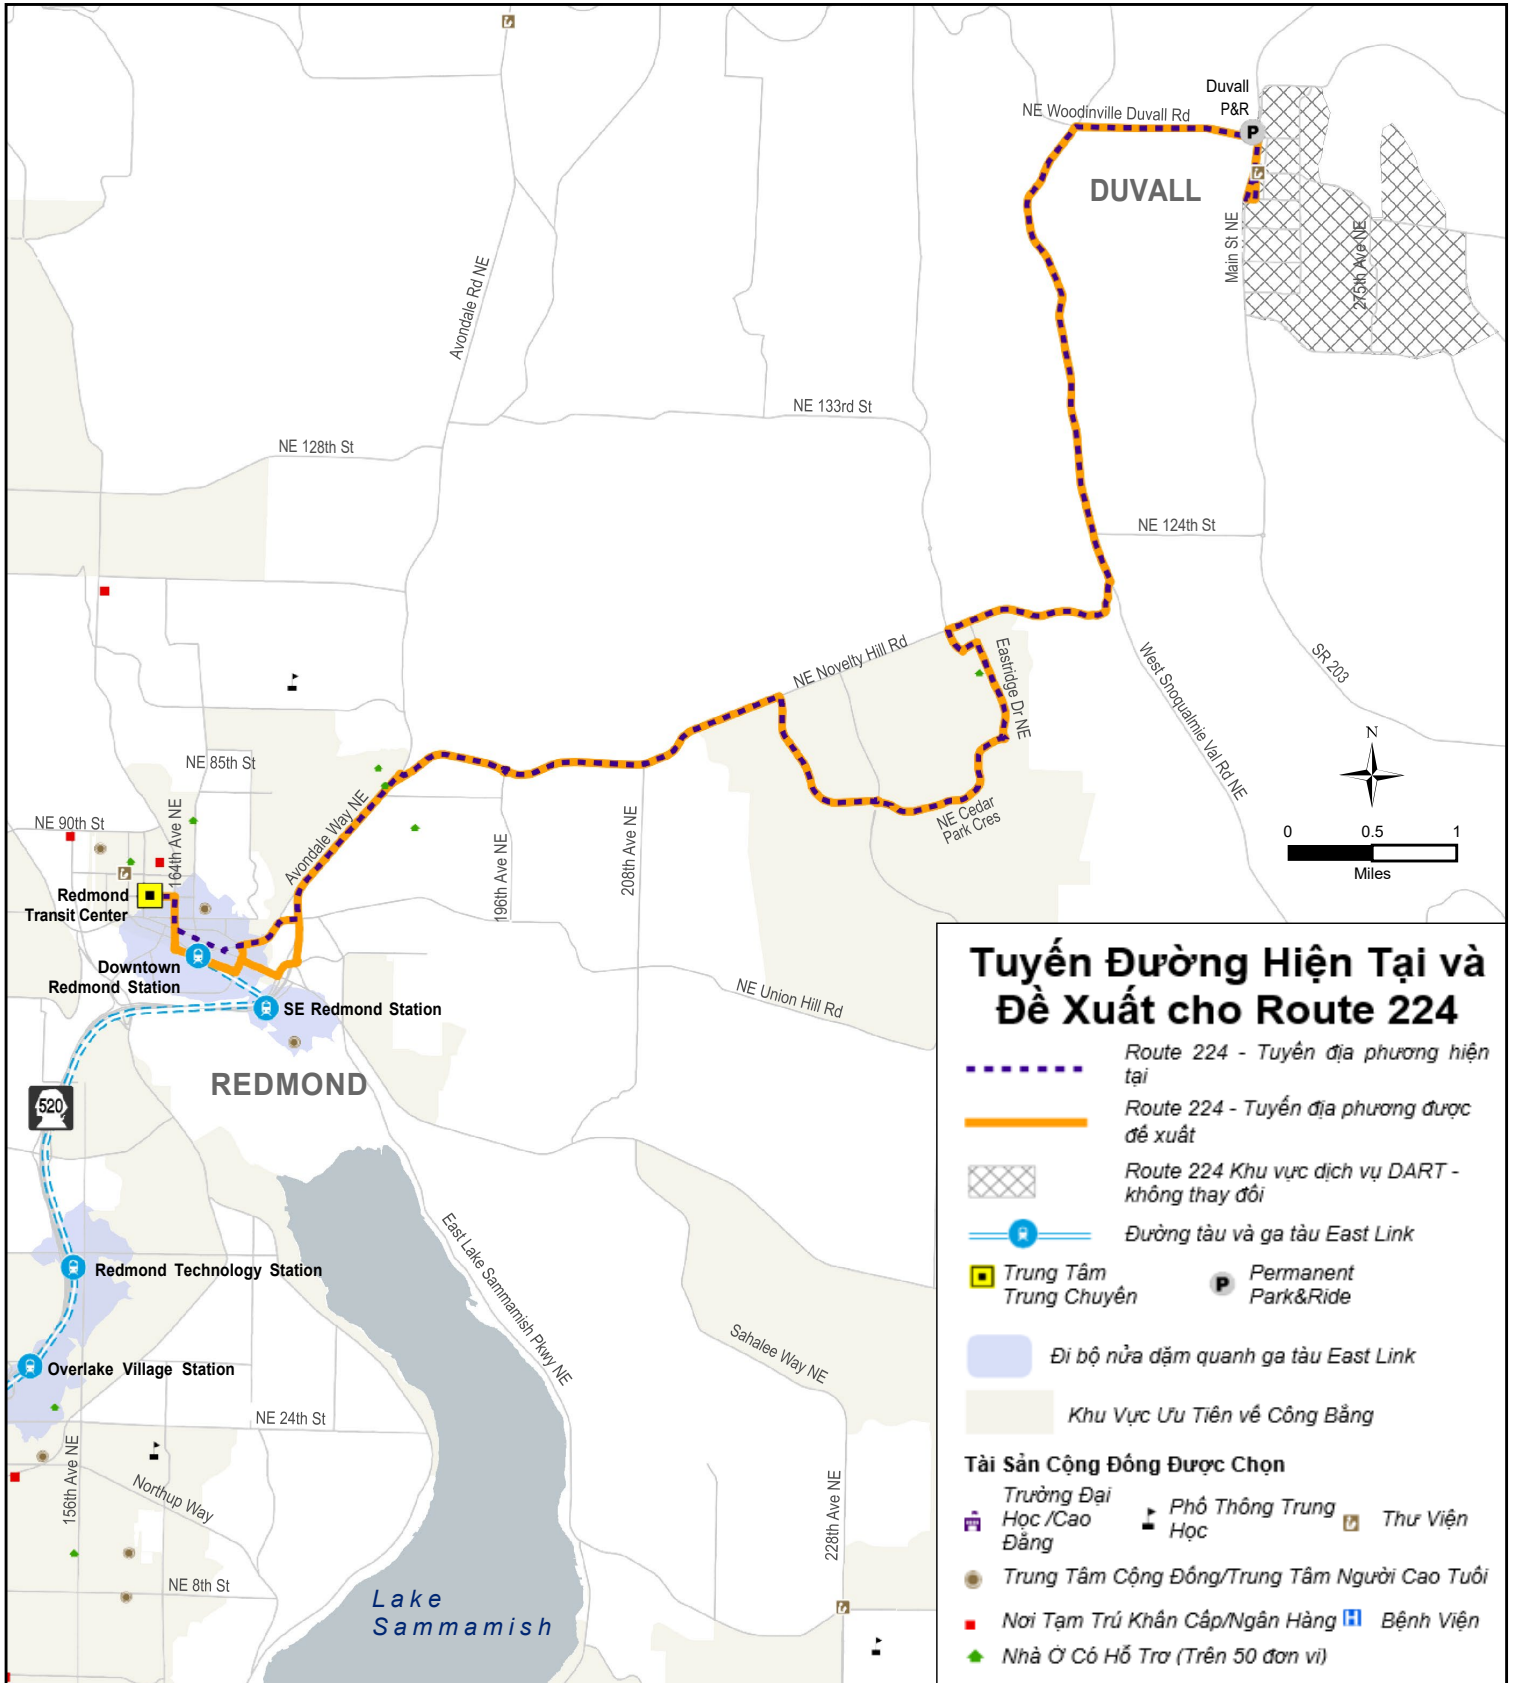 Duvall
P&R
NE Woodinville Duvall Rd
DUVALL
Main St NE
275th Ave NE
Avondale Rd NE
NE 133rd St
NE 128th St
NE 124th St
NE Novelty Hill Rd
Eastridge Dr NE
West Snoqualmie Val Rd NE
SR 203
N
NE 85th St
NE 90th St
164th Ave NE
Avondale Way NE
196th Ave NE
208th Ave NE
NE Cedar
Park Cres
0 0.5 1
Miles
Redmond
Transit Center
Downtown
Redmond Station
SE Redmond Station
NE Union Hill Rd
REDMOND
520
East Lake Sammamish Pkwy NE
Redmond Technology Station
Overlake Village Station
Sahalee Way NE
NE 24th St
156th Ave NE
Northup Way
228th Ave NE
NE 8th St
Lake
Sammamish
Tuyến Đường Hiện Tại và
Đề Xuất cho Route 224
Route 224 - Tuyến địa phương hiện
tại
Route 224 - Tuyến địa phương được
đề xuất
Route 224 Khu vực dịch vụ DART -
không thay đổi
Đường tàu và ga tàu East Link
Trung Tâm
Trung Chuyển
P
Permanent
Park&Ride
Đi bộ nửa dặm quanh ga tàu East Link
Khu Vực Ưu Tiên về Công Bằng
Tài Sản Cộng Đồng Được Chọn
Trường Đại
Học /Cao
Đẳng
Phổ Thông Trung
Học
Thư Viện
Trung Tâm Cộng Đồng/Trung Tâm Người Cao Tuổi
Nơi Tạm Trú Khẩn Cấp/Ngân Hàng
H
Bệnh Viện
Nhà Ở Có Hỗ Trợ (Trên 50 đơn vị)